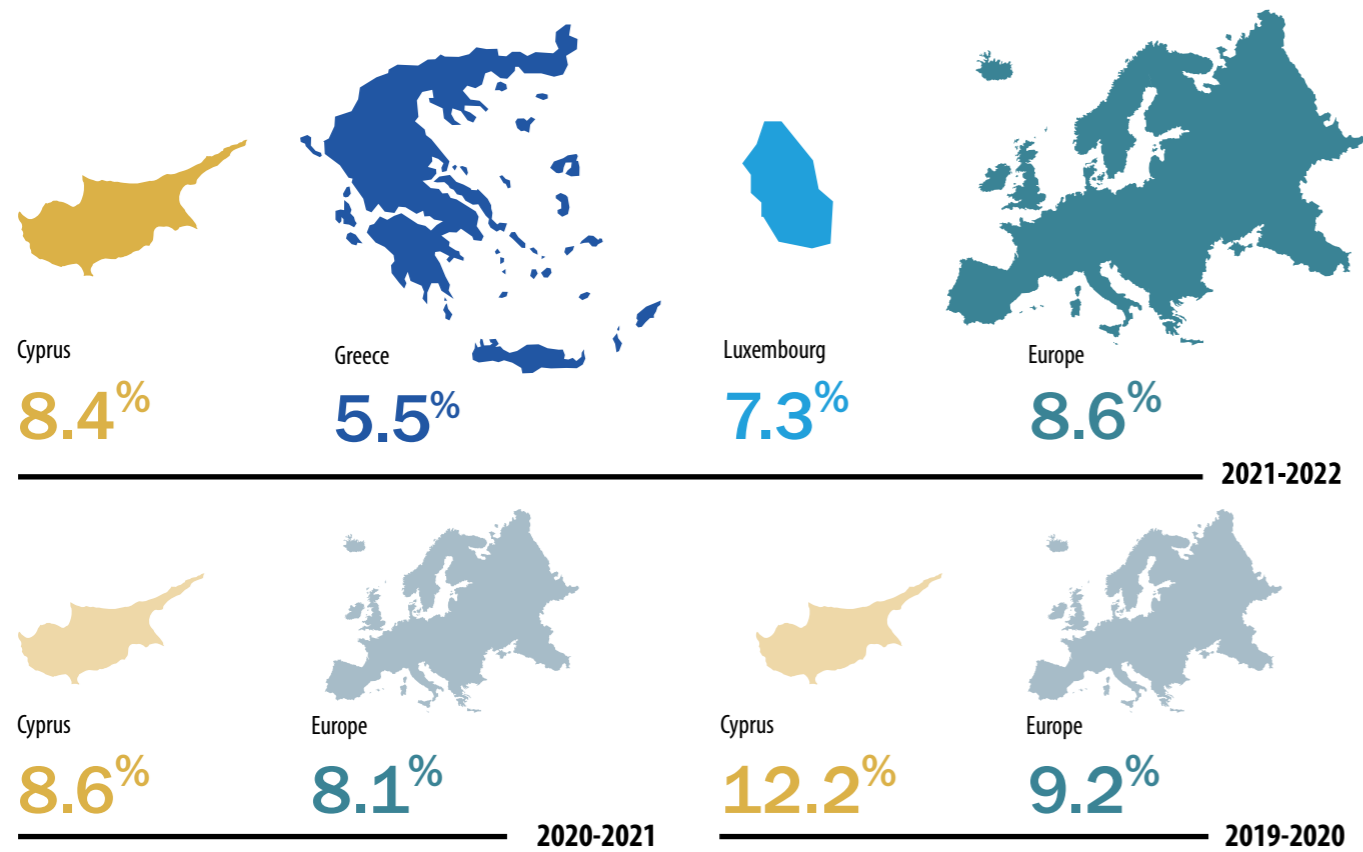 Cyprus
8.4%
Greece
5.5%
Luxembourg
7.3%
Europe
8.6%
2021-2022
Cyprus
8.6%
Europe
8.1%
2020-2021
Cyprus
12.2%
Europe
9.2%
2019-2020